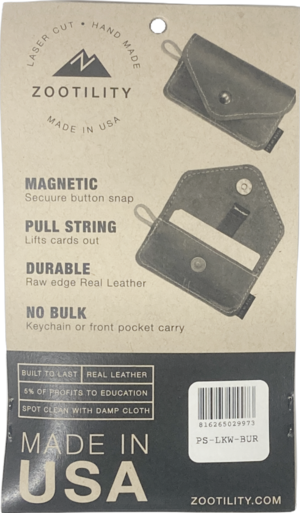 LASER CUT • HAND MADE
ZOOTILITY
MADE IN USA
MAGNETIC
Secuure button snap
PULL STRING
Lifts cards out
DURABLE
Raw edge Real Leather
NO BULK
Keychain or front pocket carry
BUILT TO LAST
REAL LEATHER
5% OF PROFITS TO EDUCATION
SPOT CLEAN WITH DAMP CLOTH
816265029973
PS-LKW-BUR
MADE IN
USA
ZOOTILITY.COM